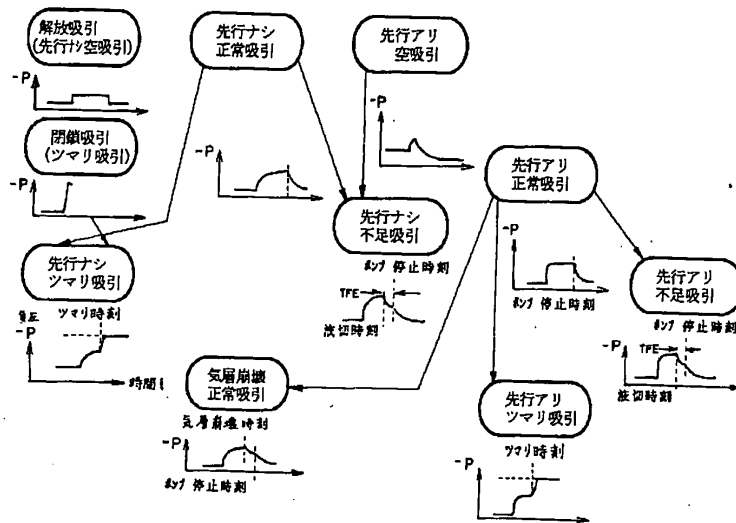 解放吸引
(先行ナシ空吸引)
-P
閉鎖吸引
(ツマリ吸引)
-P
先行ナシ
ツマリ吸引
負圧
-P
ツマリ時刻
時間t
先行ナシ
正常吸引
-P
先行アリ
空吸引
-P
先行ナシ
不足吸引
ポンプ 停止時刻
-P
TFE
液切時刻
気層崩壊
正常吸引
気層崩壊時刻
-P
ポンプ 停止時刻
先行アリ
正常吸引
-P
ポンプ 停止時刻
先行アリ
不足吸引
ポンプ 停止時刻
-P
TFE
液切時刻
先行アリ
ツマリ吸引
ツマリ時刻
-P